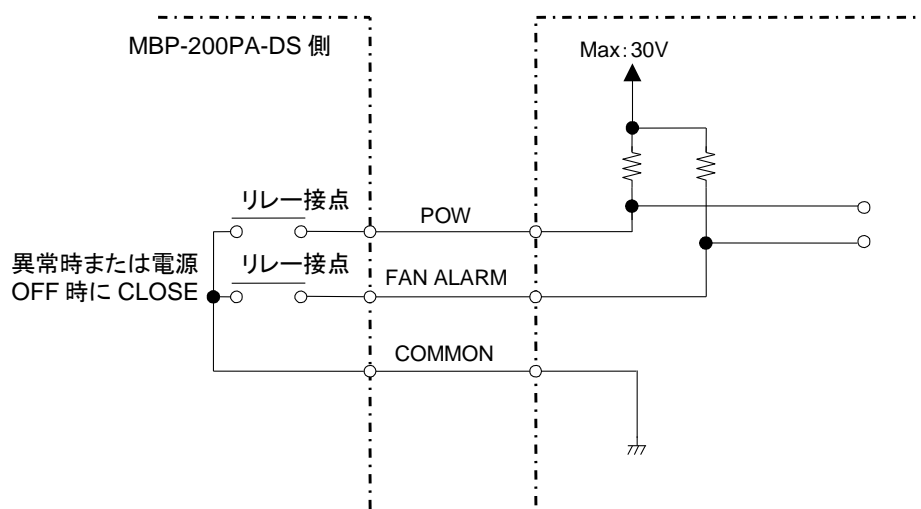 MBP-200PA-DS 側
Max：30V
リレー接点
POW
異常時または電源
OFF 時に CLOSE
リレー接点
FAN ALARM
COMMON